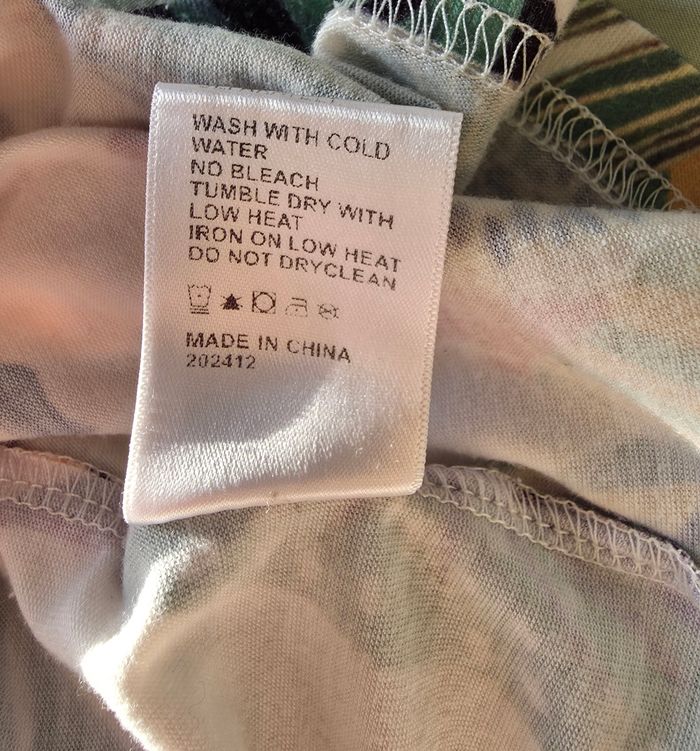 WASH WITH COLD
WATER
NO BLEACH
TUMBLE DRY WITH
LOW HEAT
IRON ON LOW HEAT
DO NOT DRYCLEAN
MADE IN CHINA
202412